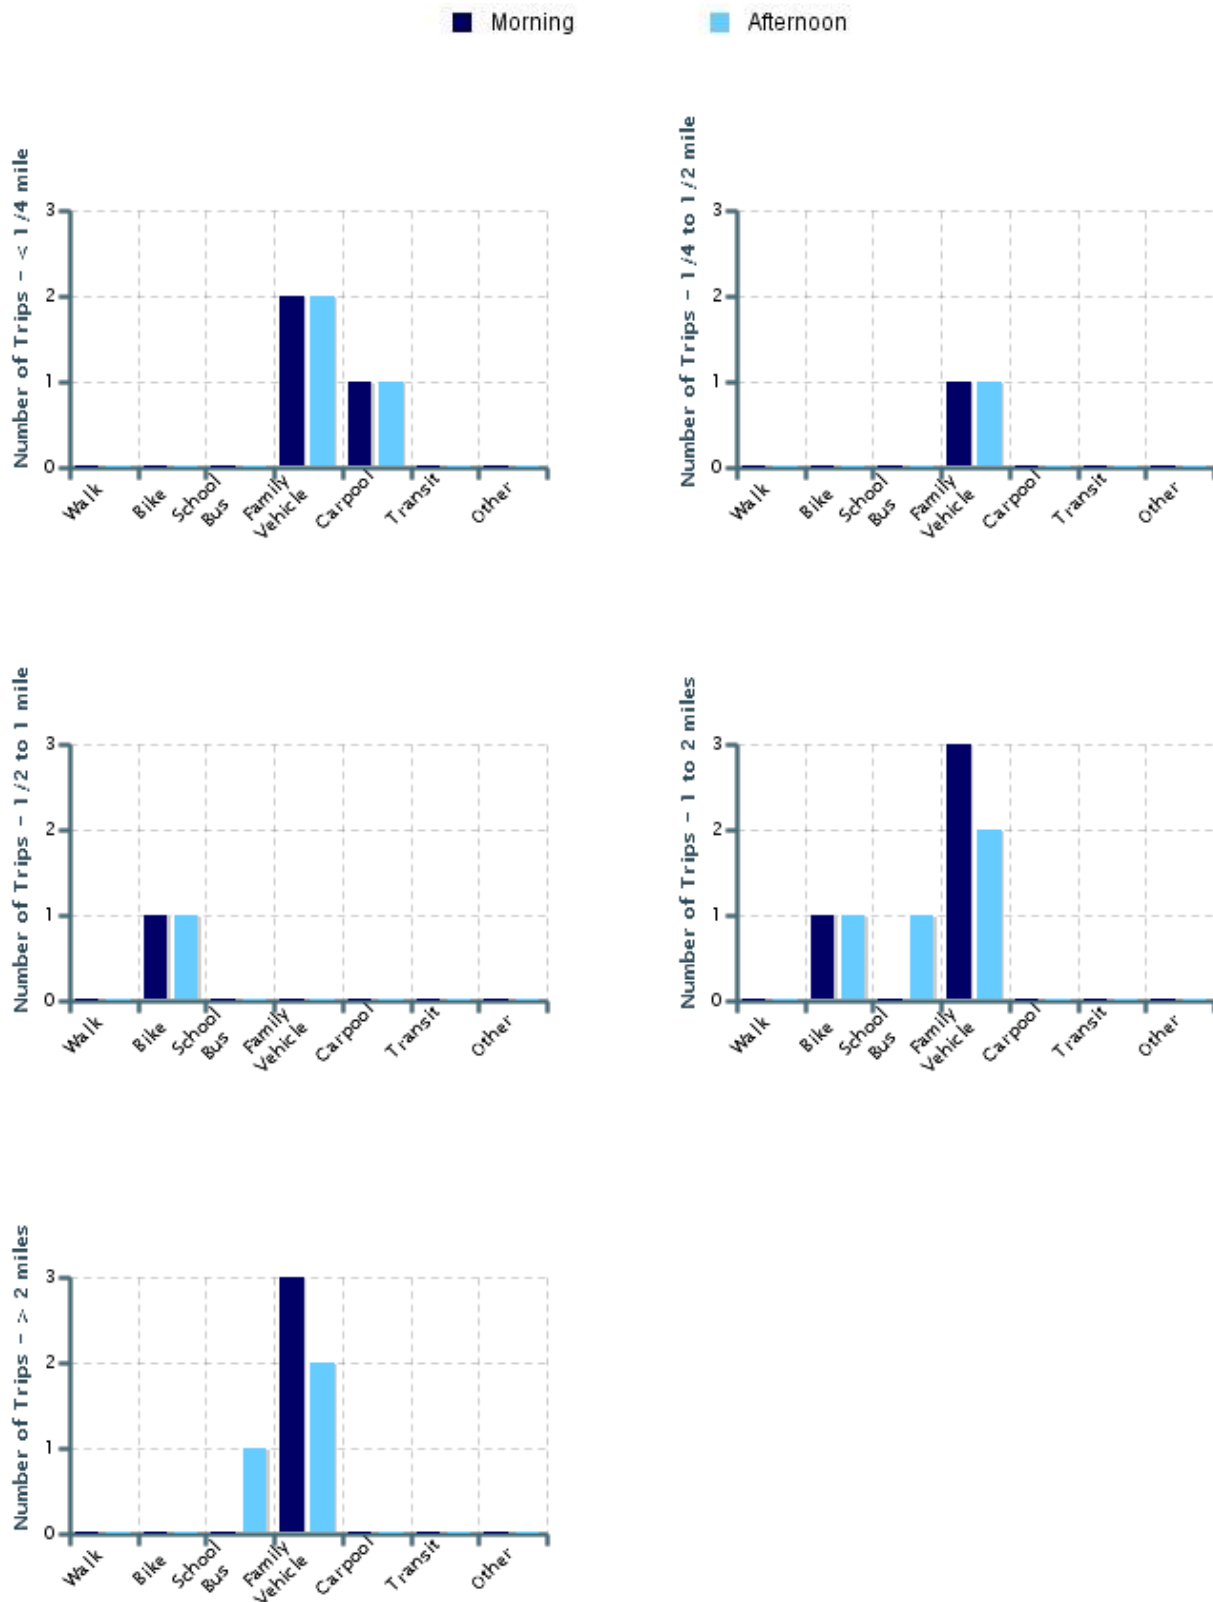 Morning
Afternoon
Number of Trips - < 1/4 mile
3
2
1
0
Walk
Bike
School
Bus
Family
Vehicle
Carpool
Transit
Other
Number of Trips - 1/4 to 1/2 mile
3
2
1
0
Walk
Bike
School
Bus
Family
Vehicle
Carpool
Transit
Other
Number of Trips - 1/2 to 1 mile
3
2
1
0
Walk
Bike
School
Bus
Family
Vehicle
Carpool
Transit
Other
Number of Trips - 1 to 2 miles
3
2
1
0
Walk
Bike
School
Bus
Family
Vehicle
Carpool
Transit
Other
Number of Trips - > 2 miles
3
2
1
0
Walk
Bike
School
Bus
Family
Vehicle
Carpool
Transit
Other